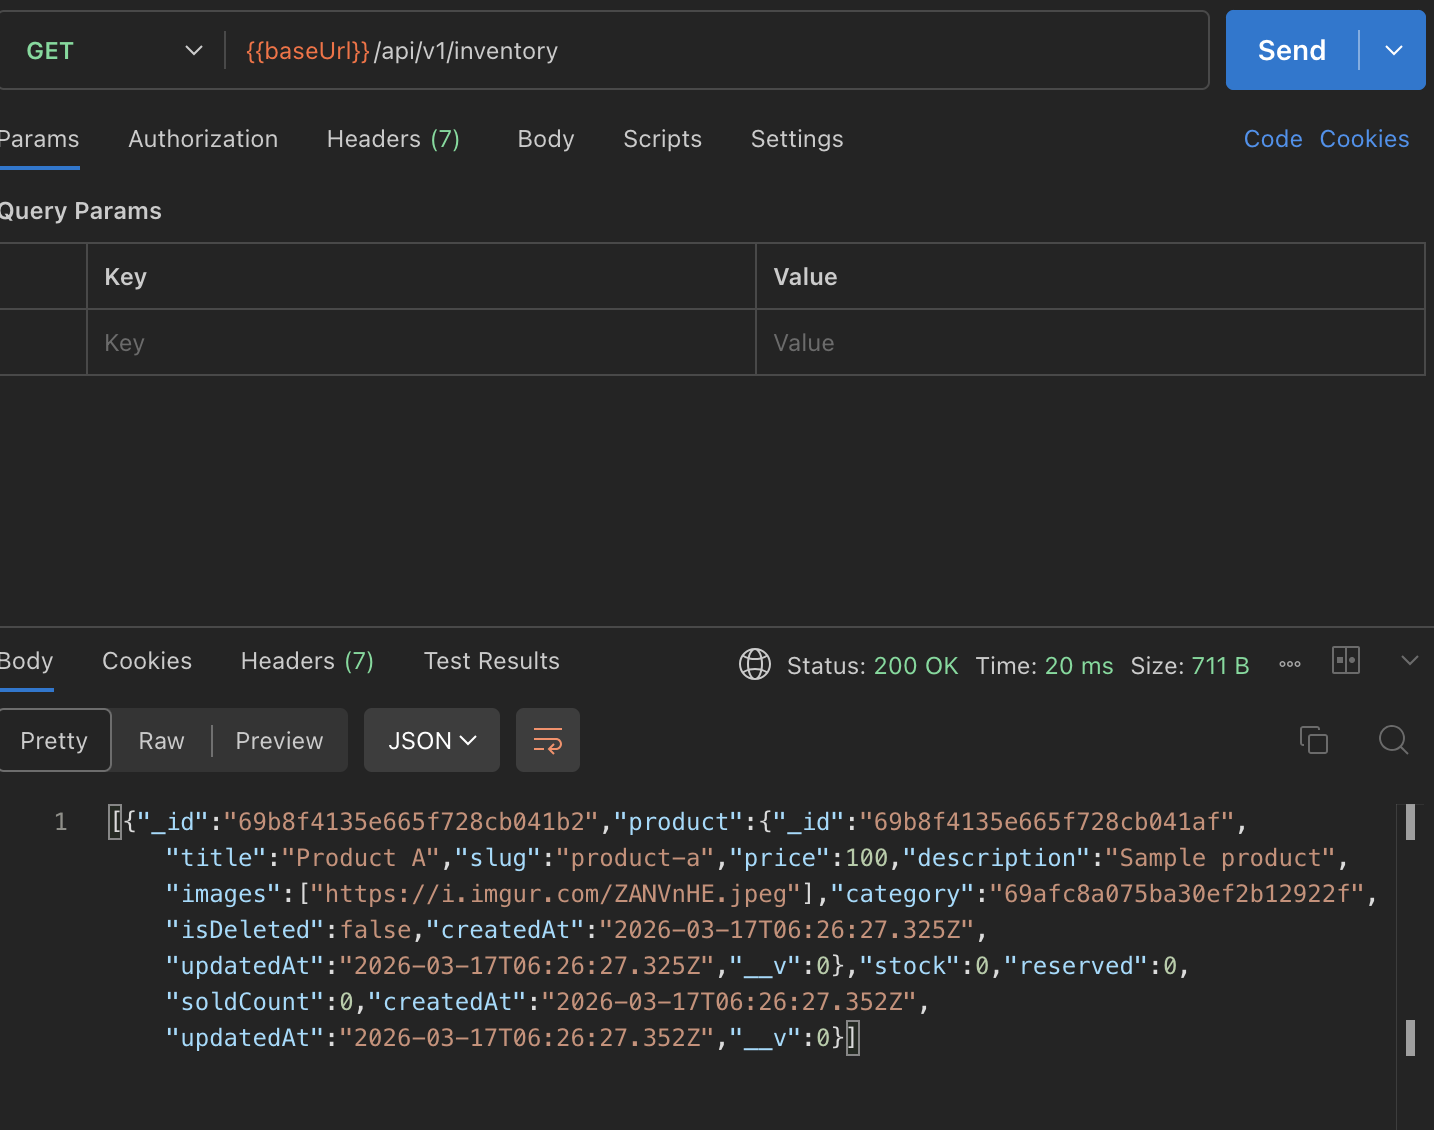 GET {{baseUrl}}/api/v1/inventory Send
Params Authorization Headers (7) Body Scripts Settings Code Cookies
Query Params
Key Value
Key Value
Body Cookies Headers (7) Test Results Status: 200 OK Time: 20 ms Size: 711 B
Pretty Raw Preview JSON
1 [{"_id":"69b8f4135e665f728cb041b2","product":{"_id":"69b8f4135e665f728cb041af",
"title":"Product A","slug":"product-a","price":100,"description":"Sample product",
"images":["https://i.imgur.com/ZANVnHE.jpeg"],"category":"69afc8a075ba30ef2b12922f",
"isDeleted":false,"createdAt":"2026-03-17T06:26:27.325Z",
"updatedAt":"2026-03-17T06:26:27.325Z","__v":0},"stock":0,"reserved":0,
"soldCount":0,"createdAt":"2026-03-17T06:26:27.352Z",
"updatedAt":"2026-03-17T06:26:27.352Z","__v":0}]